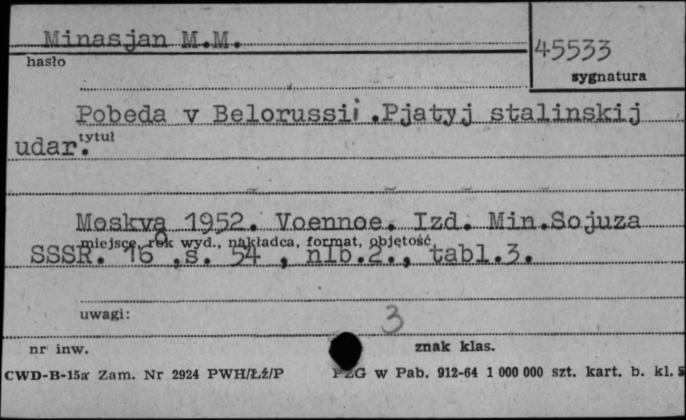 Minasjan M.M.
hasło
45533
sygnatura
Pobeda v Belorussii .Pjatyj stalinskij
tytuł
udar.
Moskva 1952. Voennoe. Izd. Min.Sojuza
miejsce, rok wyd., nakładca, format, objętość
SSSR. 16°,s. 54 , nlb.2., tabl.3.
uwagi:
3
nr inw.
znak klas.
CWD-B-15a Zam. Nr 2924 PWH/Łź/P
PZG w Pab. 912-64 1 000 000 szt. kart. b. kl. 5